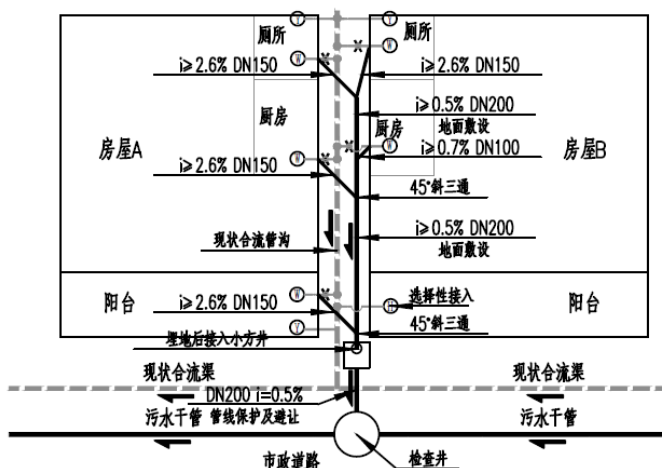 Y
Y
厕所
厕所
W
W
i≥2.6% DN150
i≥2.6% DN150
i≥0.5% DN200
地面敷设
厨房
厨房
房屋A
房屋B
W
W
i≥0.7% DN100
i≥2.6% DN150
45°斜三通
现状合流管沟
i≥0.5% DN200
地面敷设
阳台
阳台
W
选择性接入
i≥2.6% DN150
Y
45°斜三通
埋地后接入小方井
现状合流渠
现状合流渠
DN200 i=0.5%
污水干管
管线保护及避让
污水干管
市政道路
检查井